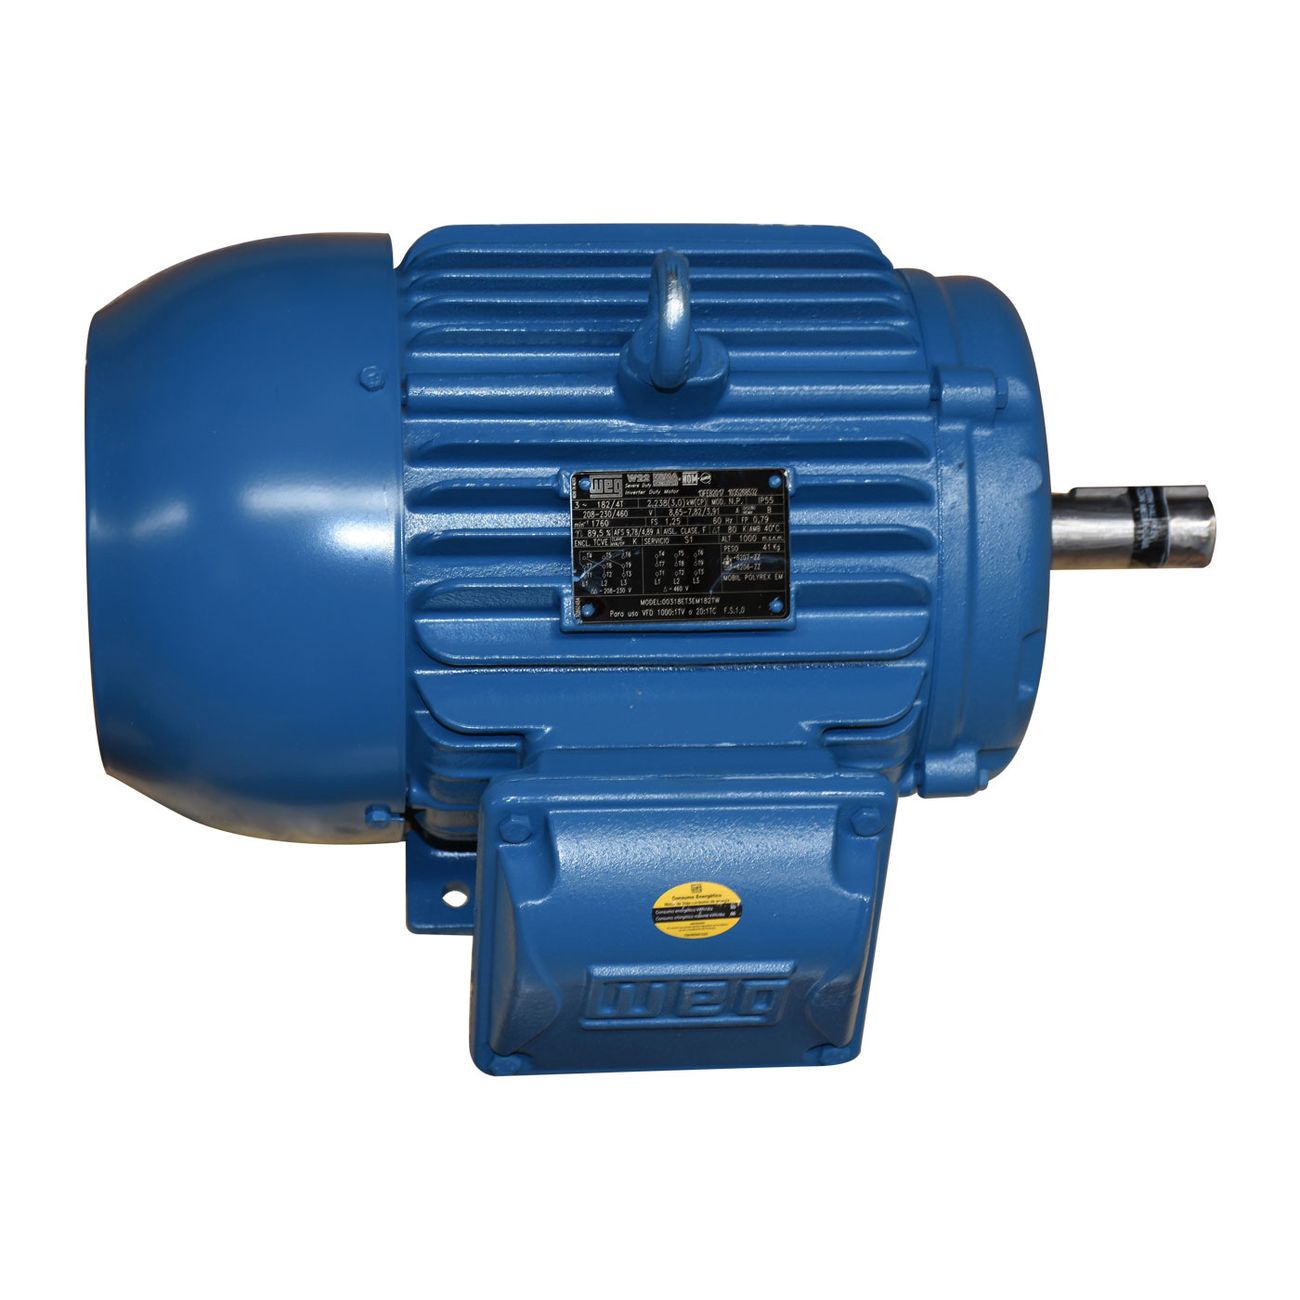 weg W22 NEMA Premium
Severe Duty
Inverter Duty Motor 13FEB2017 1035268502
3~ 182/4T 2,238(3,0) kW(CP) MOD. N.P. IP55
208-230/460 V 8,65-7,82/3,91 A B
min⁻¹ 1760 FS 1,25 60 Hz FP 0,79
89,5 % AFS 9,78/4,89 A AISL. CLASE. F ΔT 80 K AMB 40°C
ENCL. TCVE K SERVICIO S1 ALT 1000 m.s.n.m.
PESO 41 Kg
T4 T5 T6 T4 T5 T6 6207-ZZ
T7 T8 T9 T7 T8 T9 6206-ZZ
T1 T2 T3 T1 T2 T3 MOBIL POLYREX EM
L1 L2 L3 L1 L2 L3
208-230 V △-460 V
MODEL:00318ET3EM182TW
Para uso VFD 1000:1TV o 20:1TC F.S.1,0
Consumo Energético
Consumo energético
weg